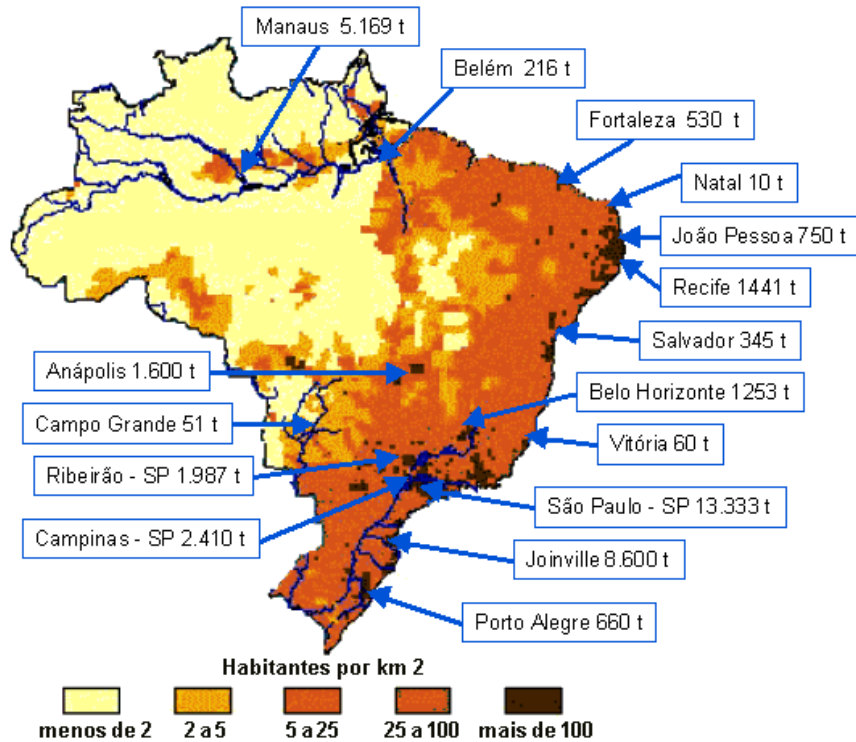 Manaus 5.169 t
Belém 216 t
Fortaleza 530 t
Natal 10 t
João Pessoa 750 t
Recife 1441 t
Salvador 345 t
Anápolis 1.600 t
Belo Horizonte 1253 t
Campo Grande 51 t
Vitória 60 t
Ribeirão - SP 1.987 t
São Paulo - SP 13.333 t
Campinas - SP 2.410 t
Joinville 8.600 t
Porto Alegre 660 t
Habitantes por km 2
menos de 2 2 a 5 5 a 25 25 a 100 mais de 100